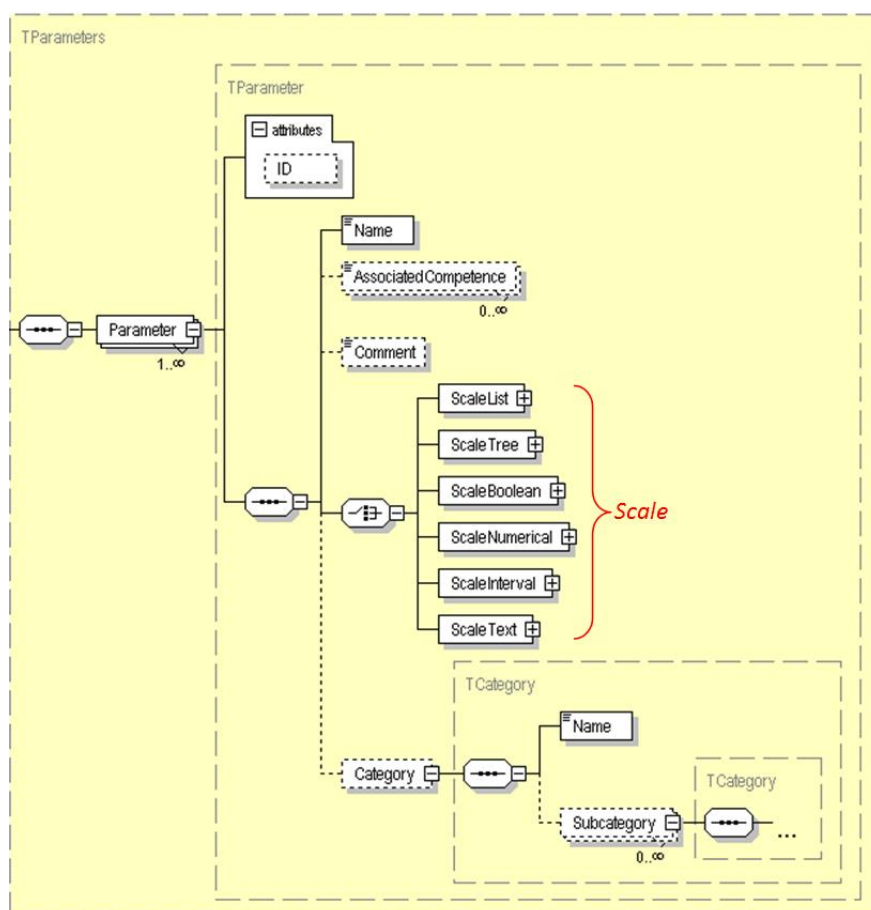 TParameters
TParameter
attributes
ID
Name
AssociatedCompetence
0..∞
Parameter
1..∞
Comment
ScaleList
ScaleTree
ScaleBoolean
Scale
ScaleNumerical
ScaleInterval
ScaleText
TCategory
Name
Category
TCategory
Subcategory
...
0..∞